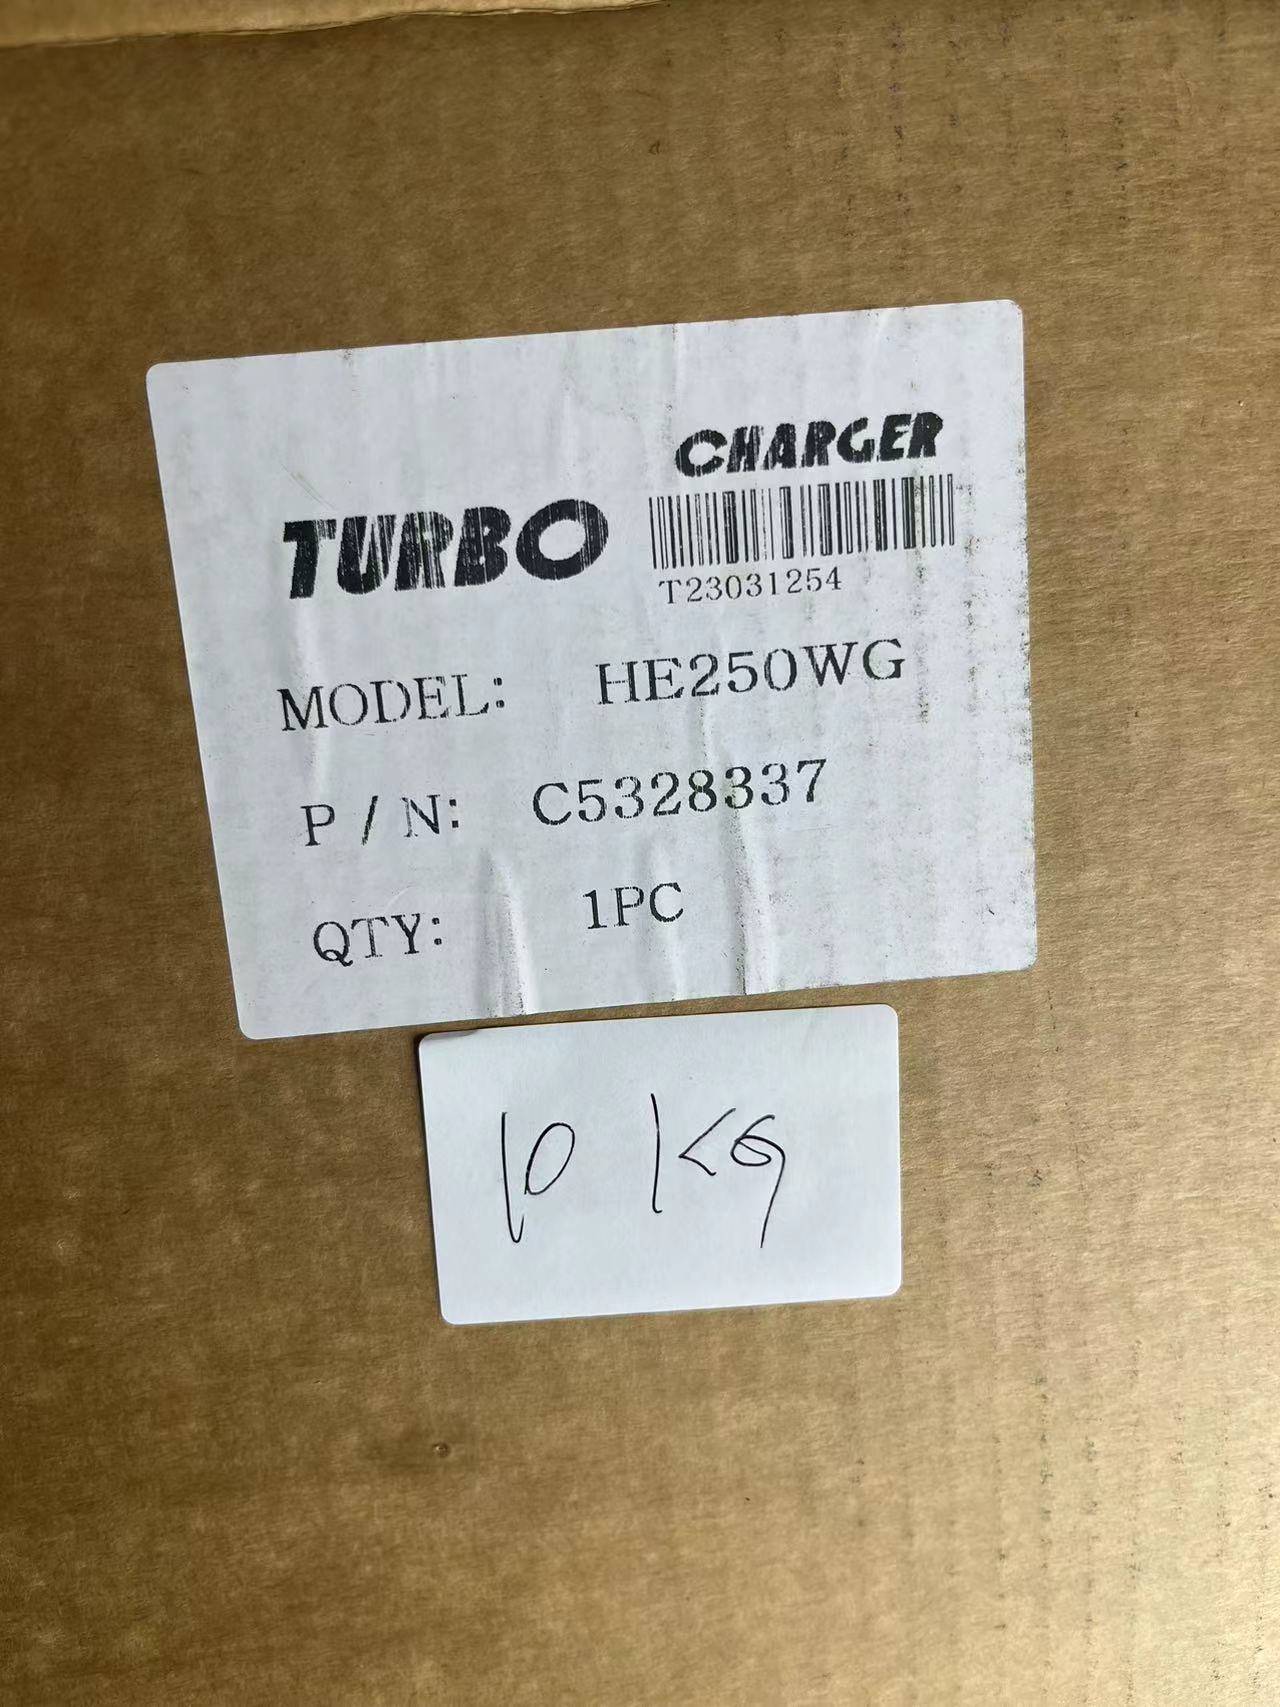 TURBO CHARGER
T23031254
MODEL: HE250WG
P / N: C5328337
QTY: 1PC
10 KG